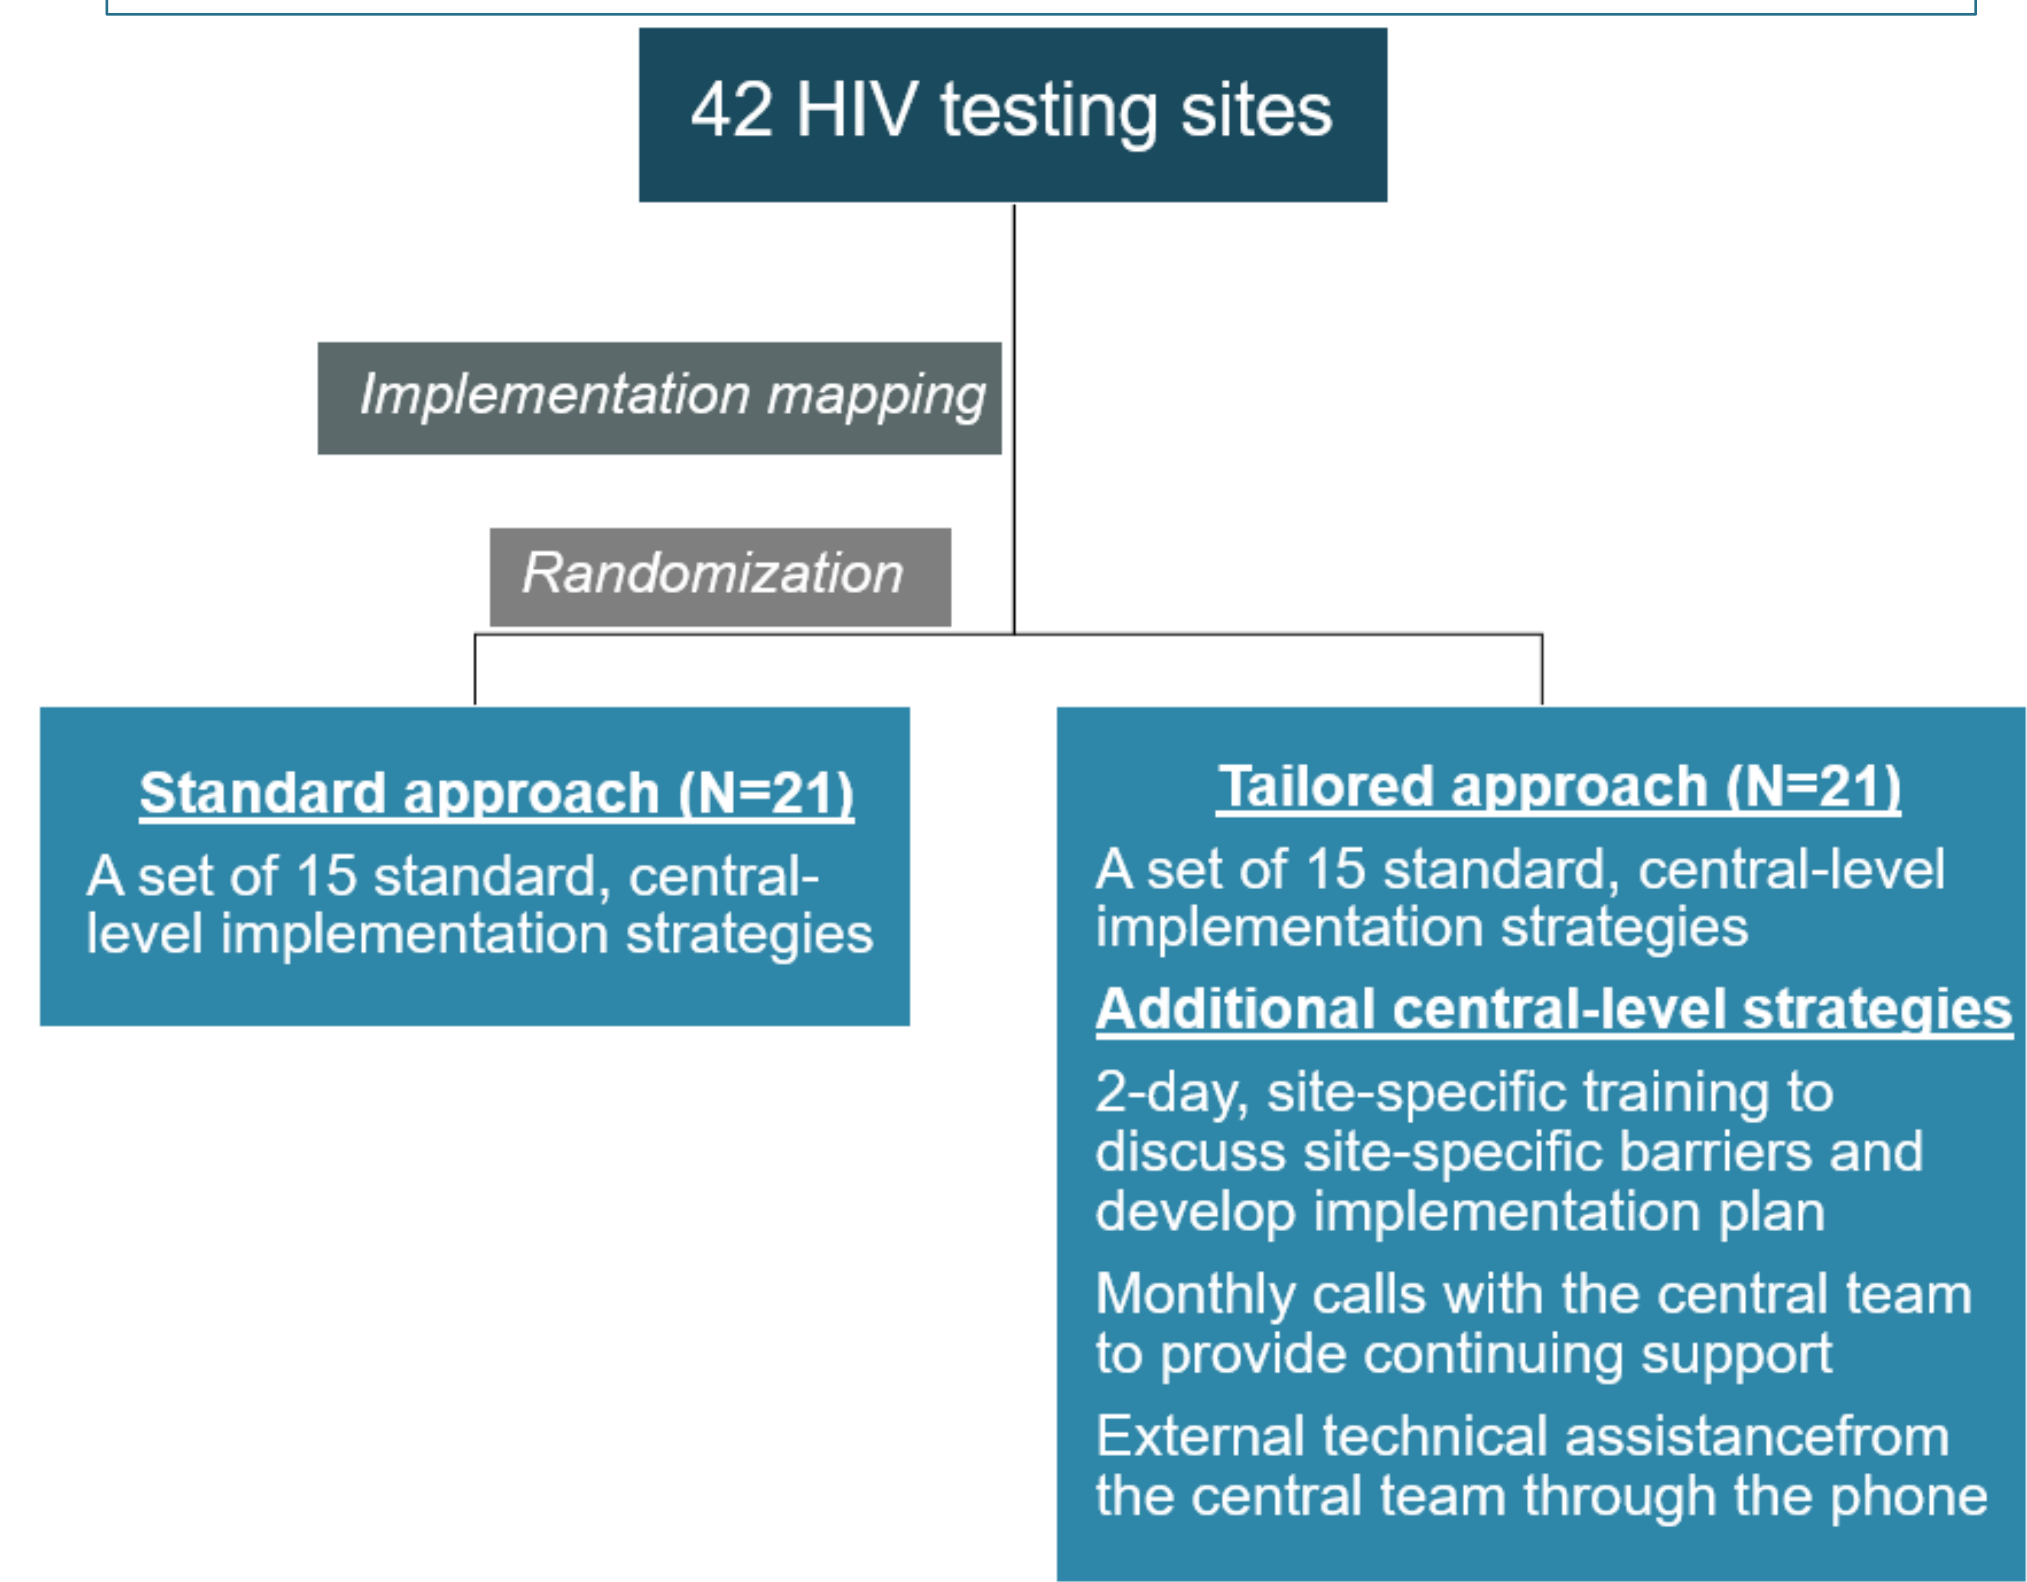 42 HIV testing sites
Implementation mapping
Randomization
Standard approach (N=21)
A set of 15 standard, central-
level implementation strategies
Tailored approach (N=21)
A set of 15 standard, central-level
implementation strategies
Additional central-level strategies
2-day, site-specific training to
discuss site-specific barriers and
develop implementation plan
Monthly calls with the central team
to provide continuing support
External technical assistancefrom
the central team through the phone